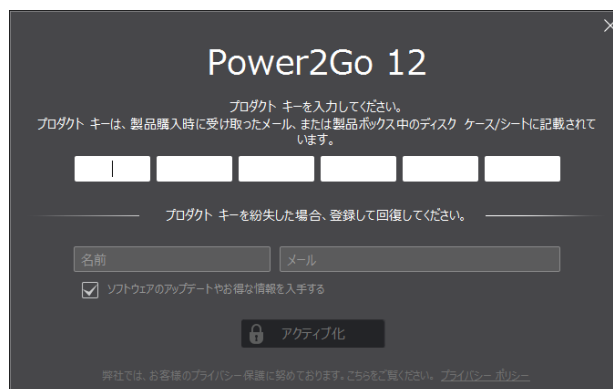 Power2Go 12
プロダクト キーを入力してください。
プロダクト キーは、製品購入時に受け取ったメール、または製品ボックス中のディスク ケース/シートに記載されて
います。
プロダクト キーを紛失した場合、登録して回復してください。
名前 メール
ソフトウェアのアップデートやお得な情報を入手する
アクティブ化
弊社では、お客様のプライバシー保護に努めております。こちらをご覧ください。 プライバシー ポリシー